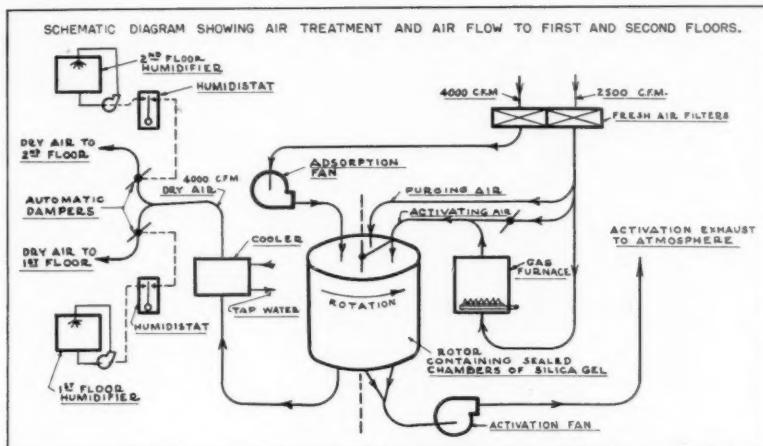 SCHEMATIC DIAGRAM SHOWING AIR TREATMENT AND AIR FLOW TO FIRST AND SECOND FLOORS.
2ND FLOOR
HUMIDIFIER
HUMIDISTAT
4000 C.F.M
2500 C.F.M.
FRESH AIR FILTERS
DRY AIR TO
2ND FLOOR
4000 C.F.M
DRY AIR
ADSORPTION
FAN
PURGING AIR
ACTIVATING AIR
AUTOMATIC
DAMPERS
ACTIVATION EXHAUST
TO ATMOSPHERE
DRY AIR TO
1ST FLOOR
COOLER
GAS
FURNACE
TAP WATER
ROTATION
HUMIDISTAT
ROTOR
CONTAINING SEALED
CHAMBERS OF SILICA GEL
1ST FLOOR
HUMIDIFIER
ACTIVATION FAN